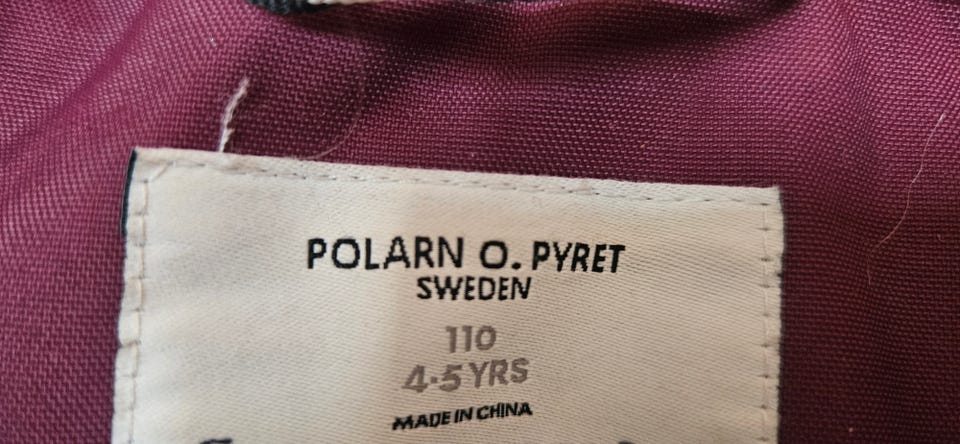 POLARN O. PYRET
SWEDEN
110
4-5 YRS
MADE IN CHINA